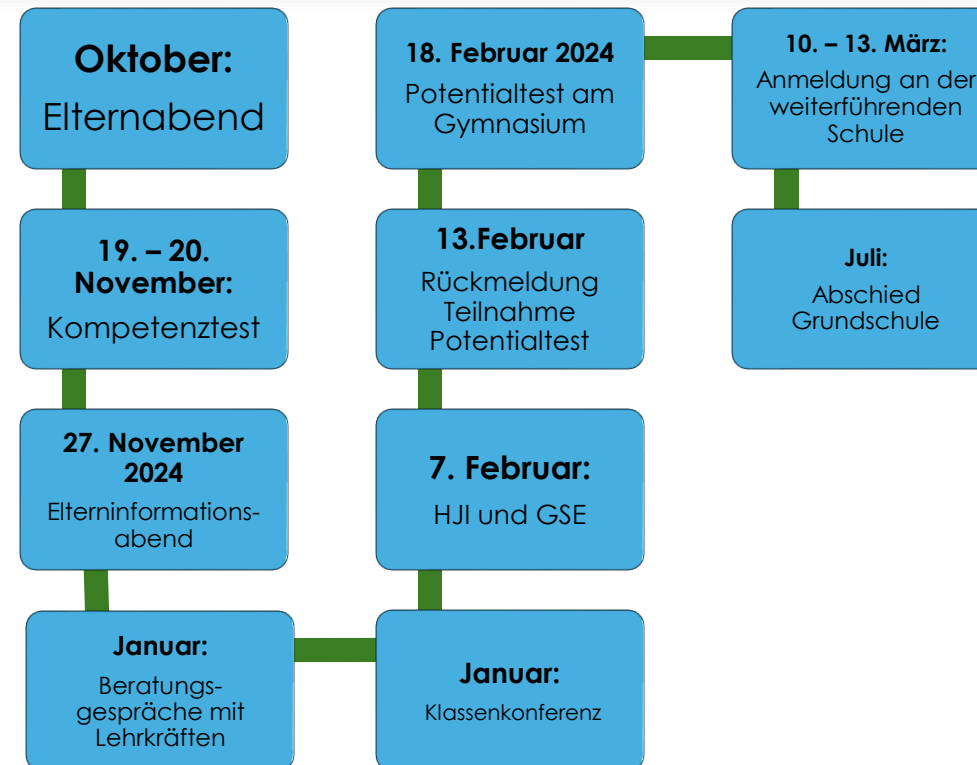 Oktober:
Elternabend
19. – 20.
November:
Kompetenztest
27. November
2024
Elterninformations-
abend
Januar:
Beratungs-
gespräche mit
Lehrkräften
Januar:
Klassenkonferenz
7. Februar:
HJI und GSE
13.Februar
Rückmeldung
Teilnahme
Potentialtest
18. Februar 2024
Potentialtest am
Gymnasium
10. – 13. März:
Anmeldung an der
weiterführenden
Schule
Juli:
Abschied
Grundschule